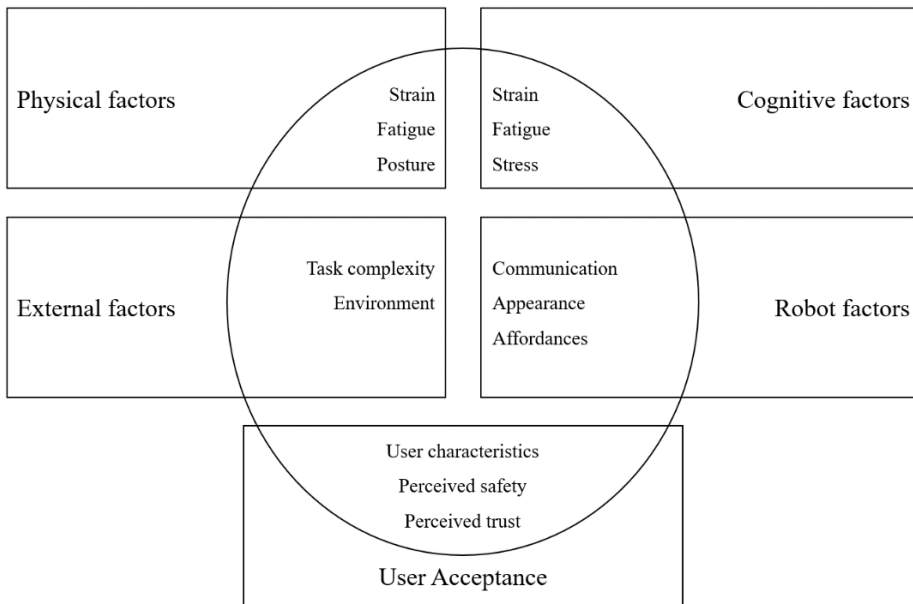 Physical factors
Strain
Fatigue
Posture
Strain
Fatigue
Stress
Cognitive factors
External factors
Task complexity
Environment
Communication
Appearance
Affordances
Robot factors
User characteristics
Perceived safety
Perceived trust
User Acceptance